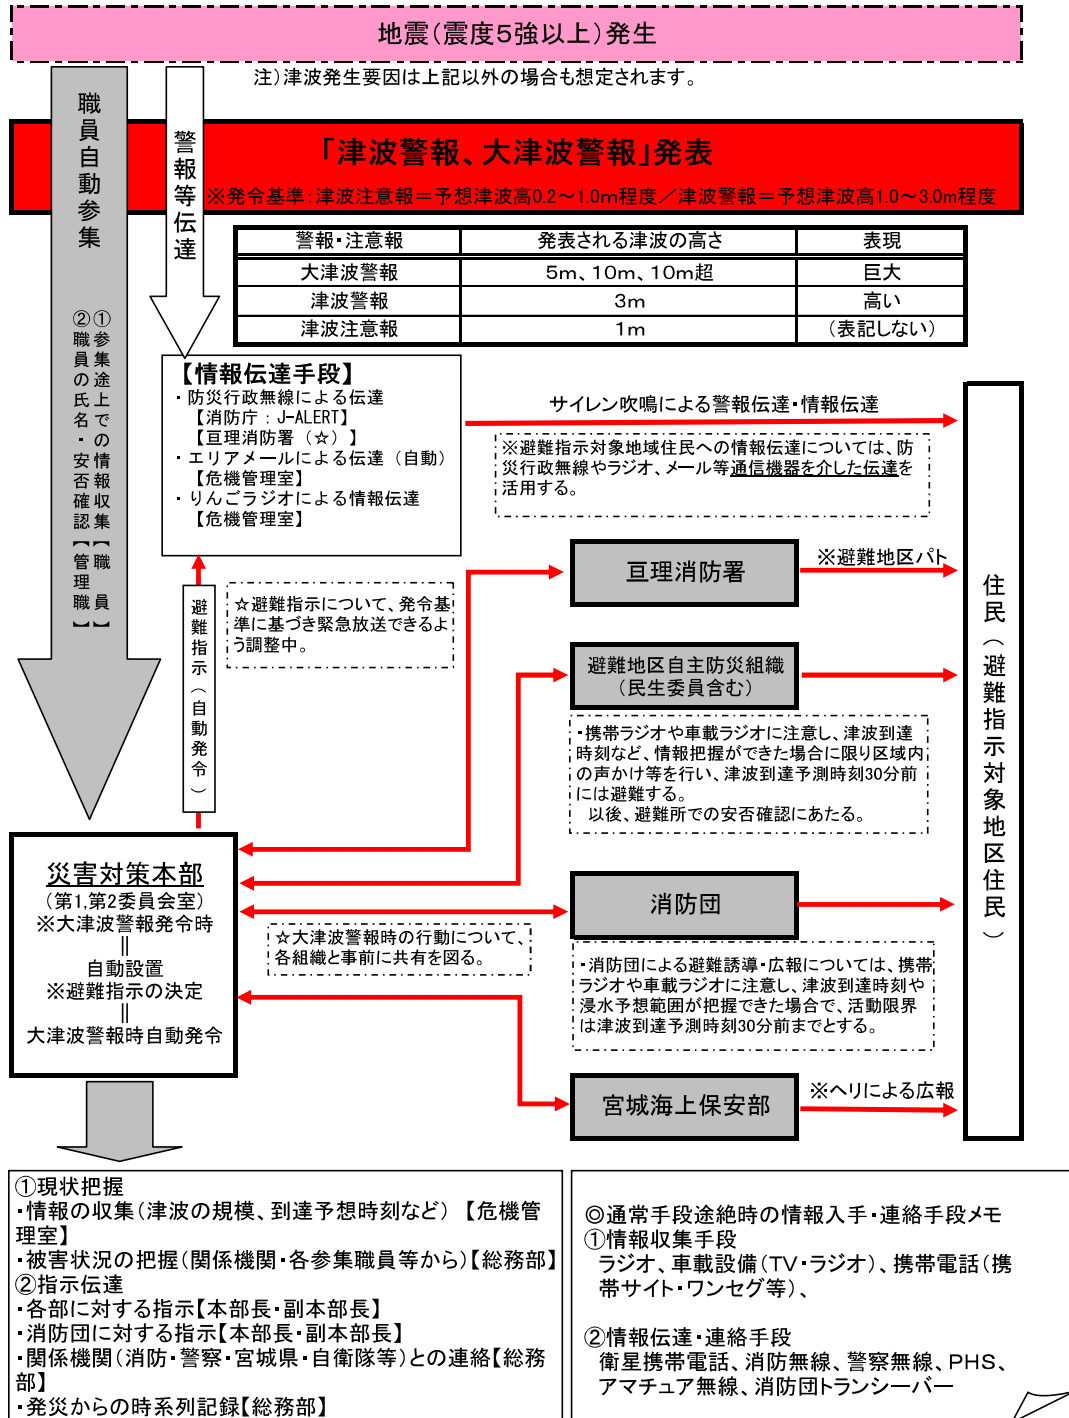 地震(震度5強以上)発生
注)津波発生要因は上記以外の場合も想定されます。
職員自動参集
①参集途上での情報収集【職員】
②職員の氏名・安否確認【管理職】
警報等伝達
「津波警報、大津波警報」発表
※発令基準:津波注意報=予想津波高0.2~1.0m程度/津波警報=予想津波高1.0~3.0m程度
警報・注意報 発表される津波の高さ 表現
大津波警報 5m、10m、10m超 巨大
津波警報 3m 高い
津波注意報 1m (表記しない)
【情報伝達手段】
・防災行政無線による伝達
【消防庁:J-ALERT】
【亘理消防署(☆)】
・エリアメールによる伝達(自動)
【危機管理室】
・りんごラジオによる情報伝達
【危機管理室】
サイレン吹鳴による警報伝達・情報伝達
※避難指示対象地域住民への情報伝達については、防
災行政無線やラジオ、メール等通信機器を介した伝達を
活用する。
避難指示(自動発令)
☆避難指示について、発令基
準に基づき緊急放送できるよ
う調整中。
亘理消防署
※避難地区パト
避難地区自主防災組織
(民生委員含む)
・携帯ラジオや車載ラジオに注意し、津波到達
時刻など、情報把握ができた場合に限り区域内
の声かけ等を行い、津波到達予測時刻30分前
には避難する。
以後、避難所での安否確認にあたる。
住民(避難指示対象地区住民)
災害対策本部
(第1,第2委員会室)
※大津波警報発令時
||
自動設置
※避難指示の決定
||
大津波警報時自動発令
消防団
☆大津波警報時の行動について、
各組織と事前に共有を図る。
・消防団による避難誘導・広報については、携帯
ラジオや車載ラジオに注意し、津波到達時刻や
浸水予想範囲が把握できた場合で、活動限界
は津波到達予測時刻30分前までとする。
宮城海上保安部
※ヘリによる広報
①現状把握
・情報の収集(津波の規模、到達予想時刻など) 【危機管
理室】
・被害状況の把握(関係機関・各参集職員等から)【総務部】
②指示伝達
・各部に対する指示【本部長・副本部長】
・消防団に対する指示【本部長・副本部長】
・関係機関(消防・警察・宮城県・自衛隊等)との連絡【総務
部】
・発災からの時系列記録【総務部】
◎通常手段途絶時の情報入手・連絡手段メモ
①情報収集手段
ラジオ、車載設備(TV・ラジオ)、携帯電話(携
帯サイト・ワンセグ等)、
②情報伝達・連絡手段
衛星携帯電話、消防無線、警察無線、PHS、
アマチュア無線、消防団トランシーバー